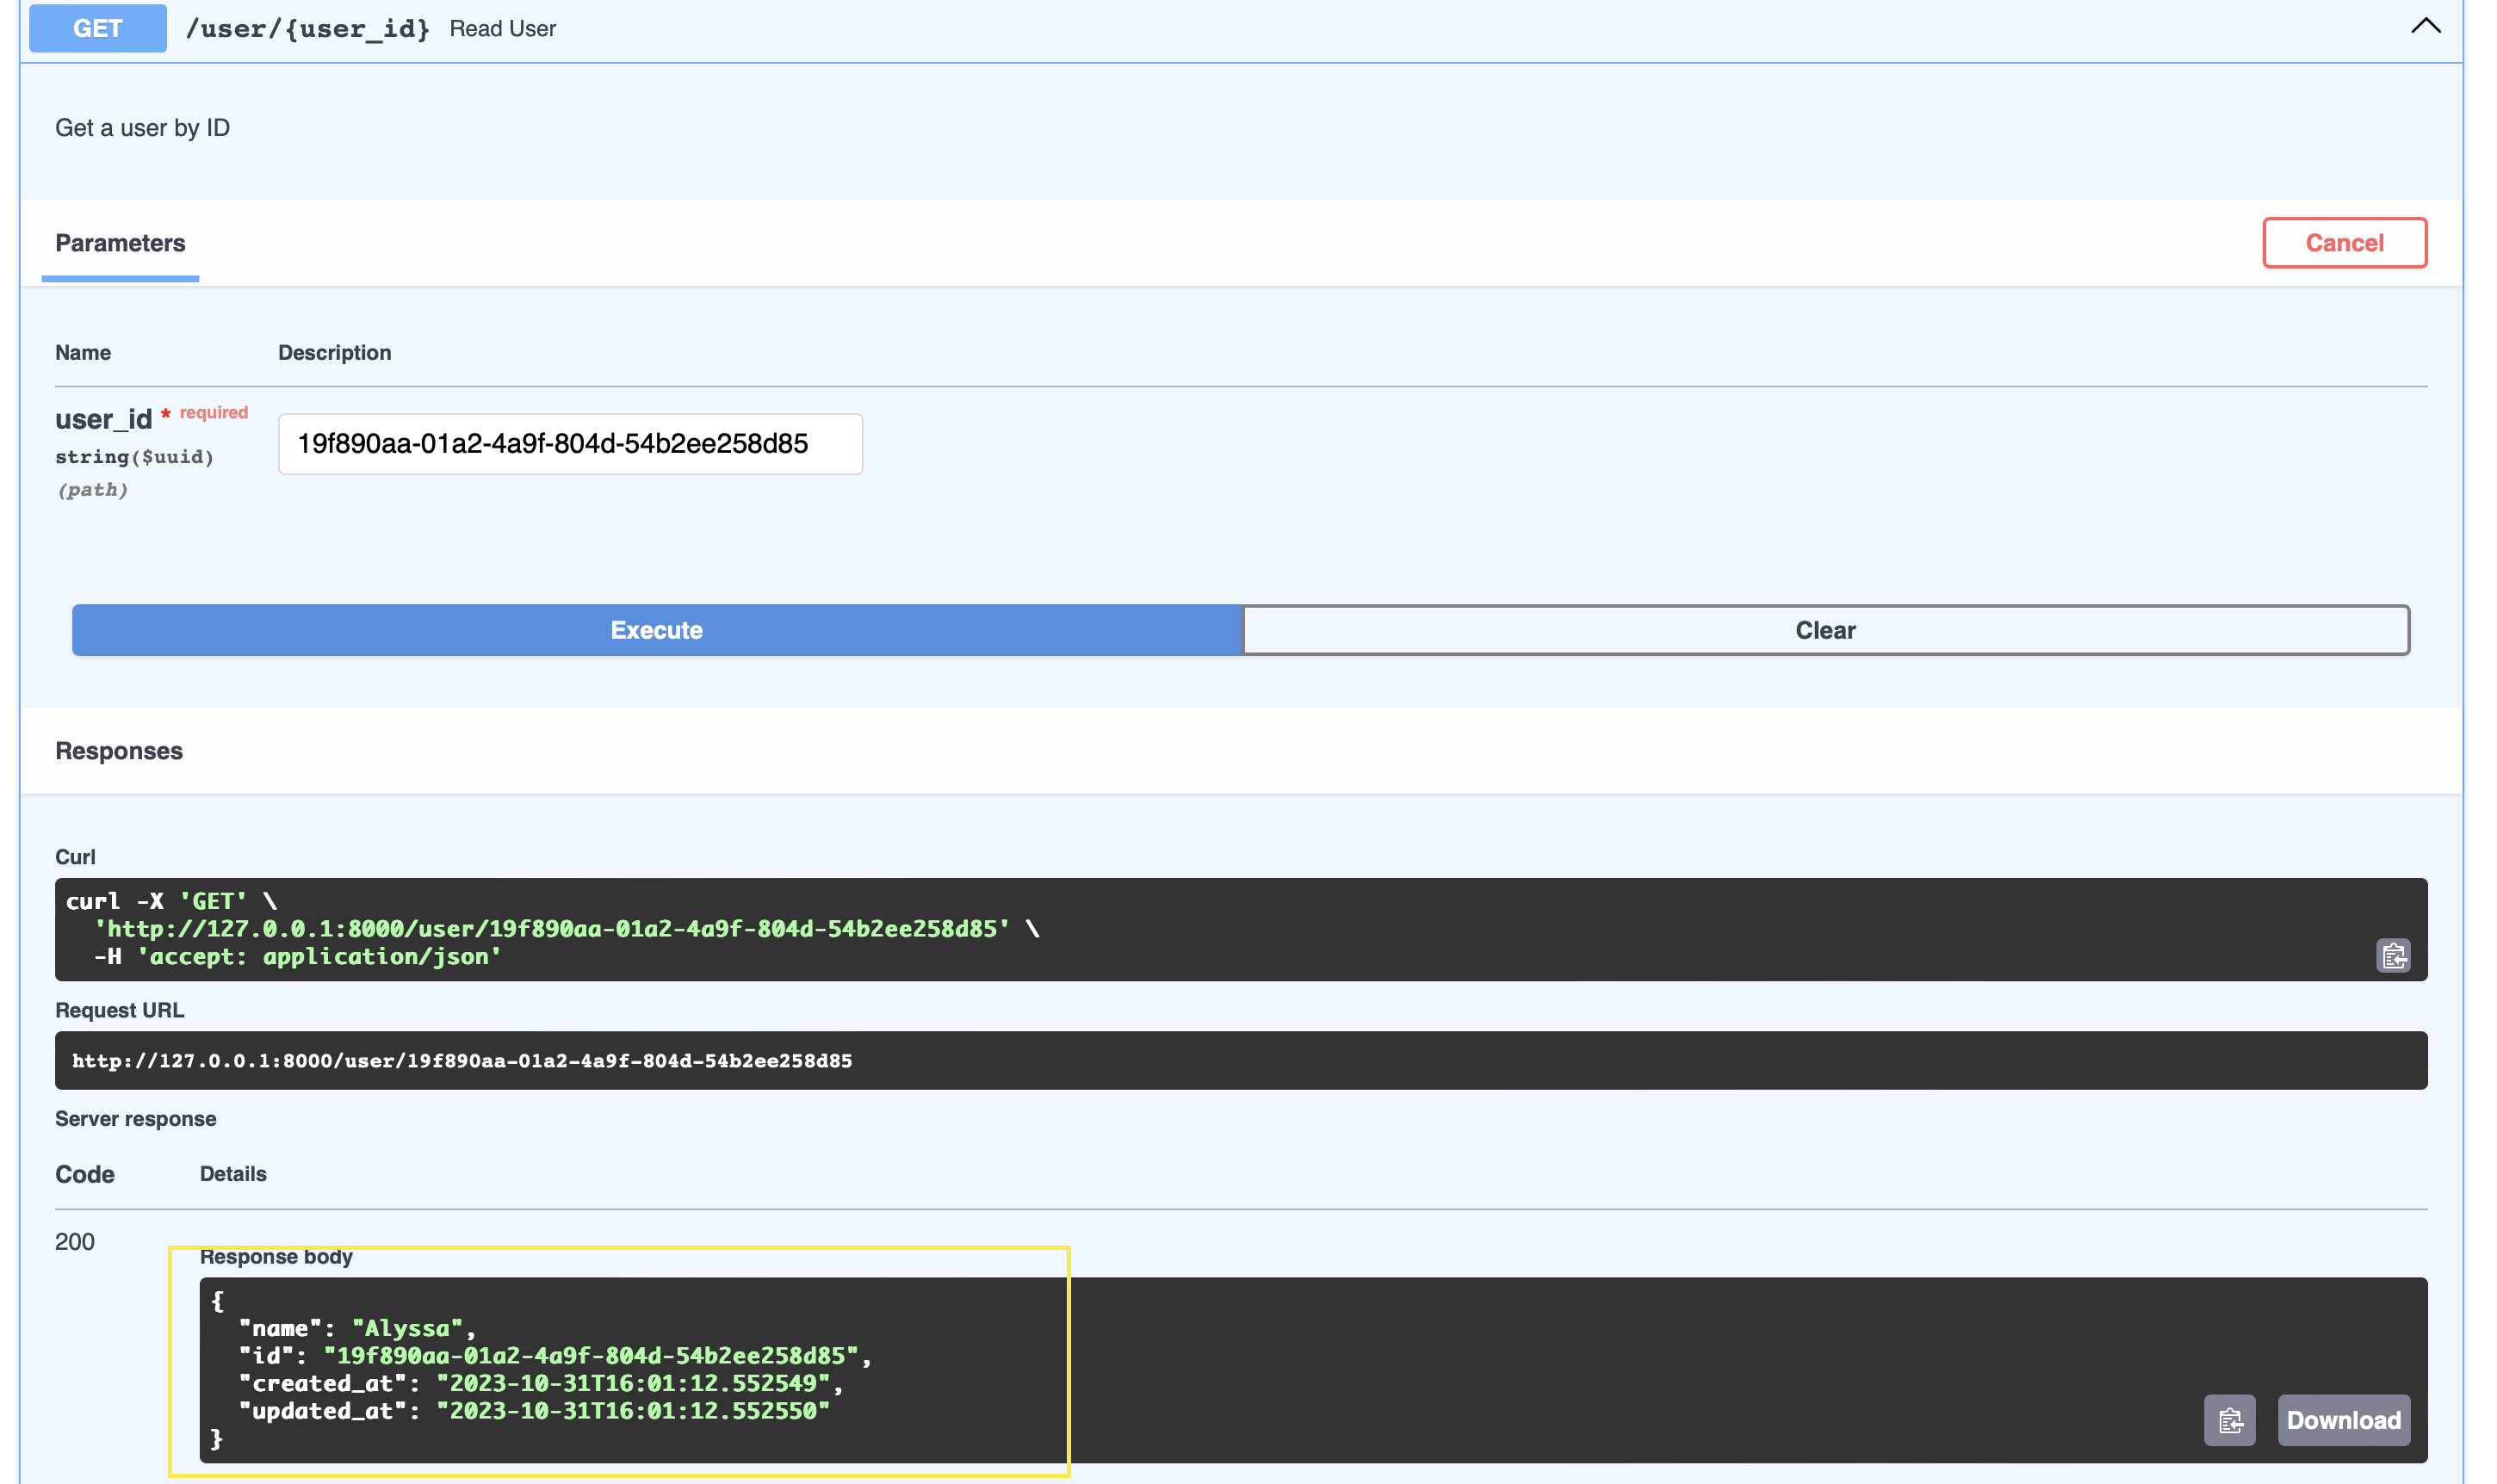 GET /user/{user_id} Read User
Get a user by ID
Parameters
Cancel
Name Description
user_id * required
string($uuid)
(path)
19f890aa-01a2-4a9f-804d-54b2ee258d85
Execute Clear
Responses
Curl
curl -X 'GET' \
'http://127.0.0.1:8000/user/19f890aa-01a2-4a9f-804d-54b2ee258d85' \
-H 'accept: application/json'
Request URL
http://127.0.0.1:8000/user/19f890aa-01a2-4a9f-804d-54b2ee258d85
Server response
Code Details
200
Response body
{
"name": "Alyssa",
"id": "19f890aa-01a2-4a9f-804d-54b2ee258d85",
"created_at": "2023-10-31T16:01:12.552549",
"updated_at": "2023-10-31T16:01:12.552550"
}
Download